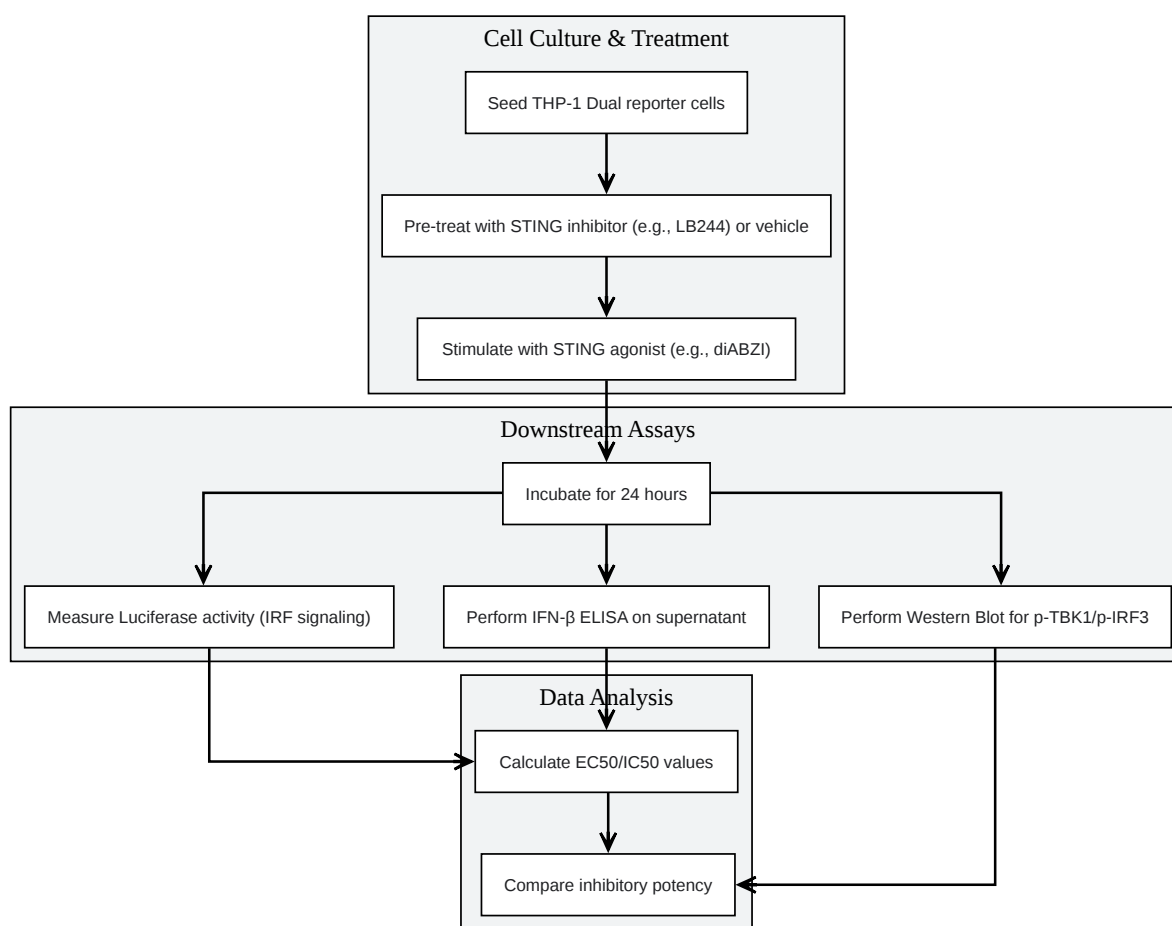 Cell Culture & Treatment
Seed THP-1 Dual reporter cells
Pre-treat with STING inhibitor (e.g., LB244) or vehicle
Stimulate with STING agonist (e.g., diABZI)
Downstream Assays
Incubate for 24 hours
Measure Luciferase activity (IRF signaling)
Perform IFN-β ELISA on supernatant
Perform Western Blot for p-TBK1/p-IRF3
Data Analysis
Calculate EC50/IC50 values
Compare inhibitory potency